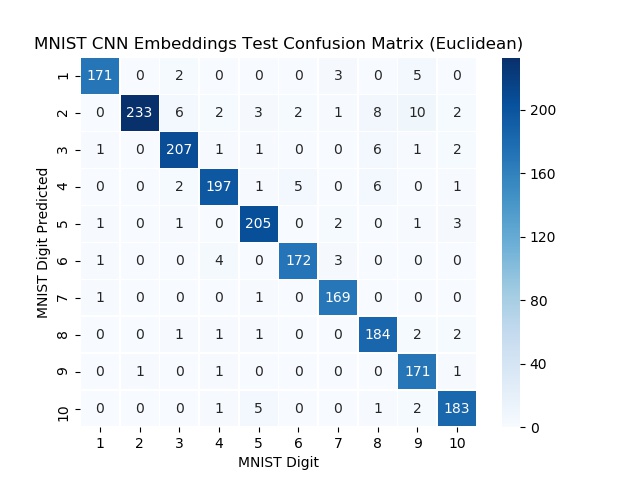 MNIST CNN Embeddings Test Confusion Matrix (Euclidean)
1 171 0 2 0 0 0 3 0 5 0
2 0 233 6 2 3 2 1 8 10 2
3 1 0 207 1 1 0 0 6 1 2
4 0 0 2 197 1 5 0 6 0 1
5 1 0 1 0 205 0 2 0 1 3
6 1 0 0 4 0 172 3 0 0 0
7 1 0 0 0 1 0 169 0 0 0
8 0 0 1 1 1 0 0 184 2 2
9 0 1 0 1 0 0 0 0 171 1
10 0 0 0 1 5 0 0 1 2 183
1 2 3 4 5 6 7 8 9 10
MNIST Digit
MNIST Digit Predicted
200
160
120
80
40
0